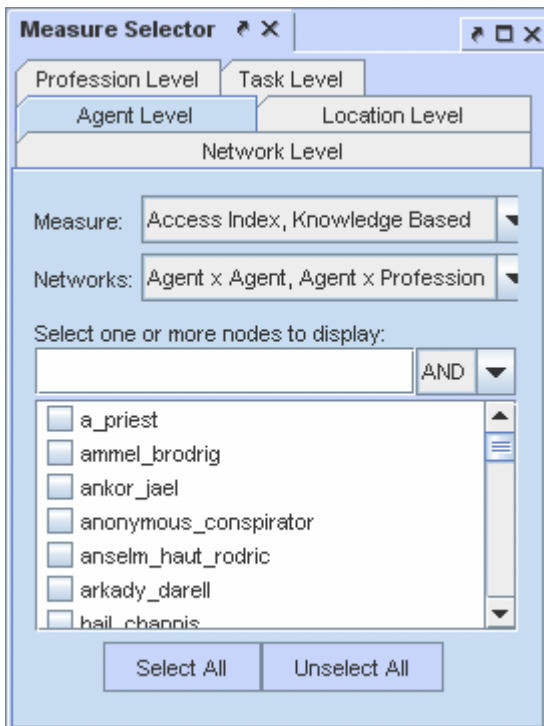 Measure Selector
Profession Level Task Level
Agent Level Location Level
Network Level
Measure: Access Index, Knowledge Based
Networks: Agent x Agent, Agent x Profession
Select one or more nodes to display:
AND
a_priest
ammel_brodrig
ankor_jael
anonymous_conspirator
anselm_haut_rodric
arkady_darell
bail_channis
Select All Unselect All